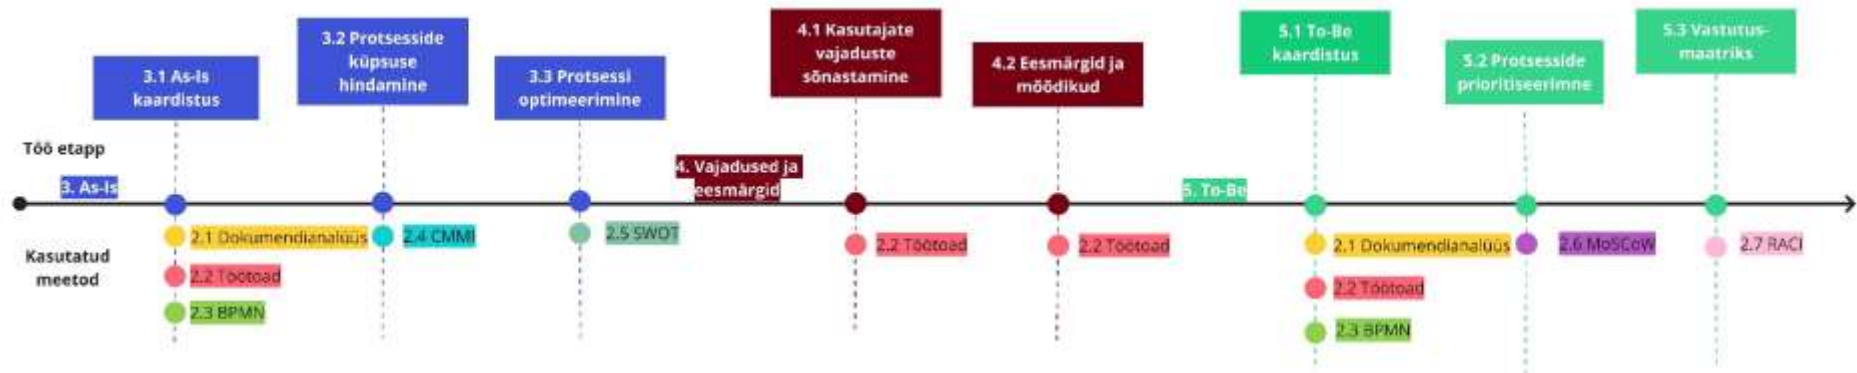 3.1 As-Is
kaardistus
3.2 Protsesside
küpsuse
hindamine
3.3 Protsessi
optimeerimine
4.1 Kasutajate
vajaduste
sõnastamine
4.2 Eesmärgid ja
mõõdikud
5.1 To-Be
kaardistus
5.2 Protsesside
prioritiseerimne
5.3 Vastutus-
maatriks
Töö etapp
3. As-Is
4. Vajadused ja
eesmärgid
5. To-Be
Kasutatud
meetod
2.1 Dokumendianalüüs
2.2 Töötoad
2.3 BPMN
2.4 CMMI
2.5 SWOT
2.2 Töötoad
2.2 Töötoad
2.1 Dokumendianalüüs
2.2 Töötoad
2.3 BPMN
2.6 MoSCoW
2.7 RACI